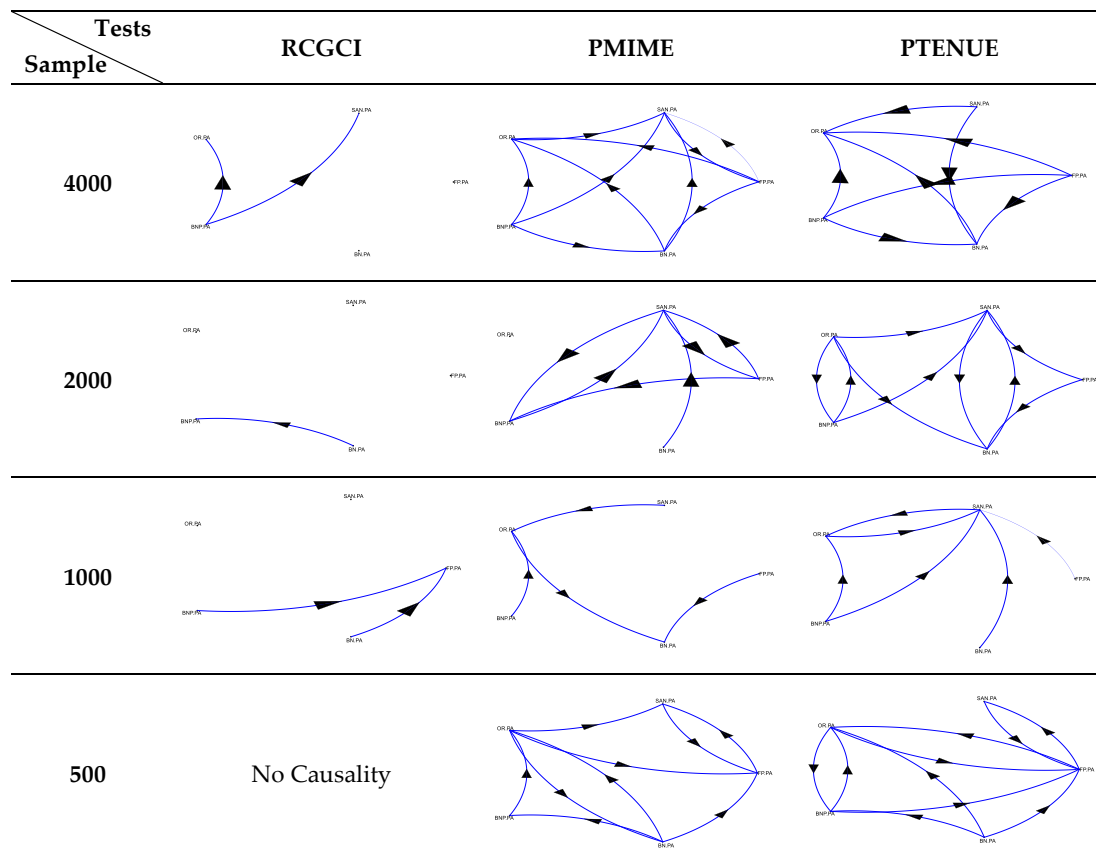 Tests
Sample
RCGCI
PMIME
PTENUE
4000
SAN.PA
OR.PA
FP.PA
BNP.PA
BN.PA
SAN.PA
OR.PA
FP.PA
BNP.PA
BN.PA
SAN.PA
OR.PA
FP.PA
BNP.PA
BN.PA
2000
SAN.PA
OR.PA
FP.PA
BNP.PA
BN.PA
SAN.PA
OR.PA
FP.PA
BNP.PA
BN.PA
SAN.PA
OR.PA
FP.PA
BNP.PA
BN.PA
1000
SAN.PA
OR.PA
FP.PA
BNP.PA
BN.PA
SAN.PA
OR.PA
FP.PA
BNP.PA
BN.PA
SAN.PA
OR.PA
FP.PA
BNP.PA
BN.PA
500
No Causality
SAN.PA
OR.PA
FP.PA
BNP.PA
BN.PA
SAN.PA
OR.PA
FP.PA
BNP.PA
BN.PA